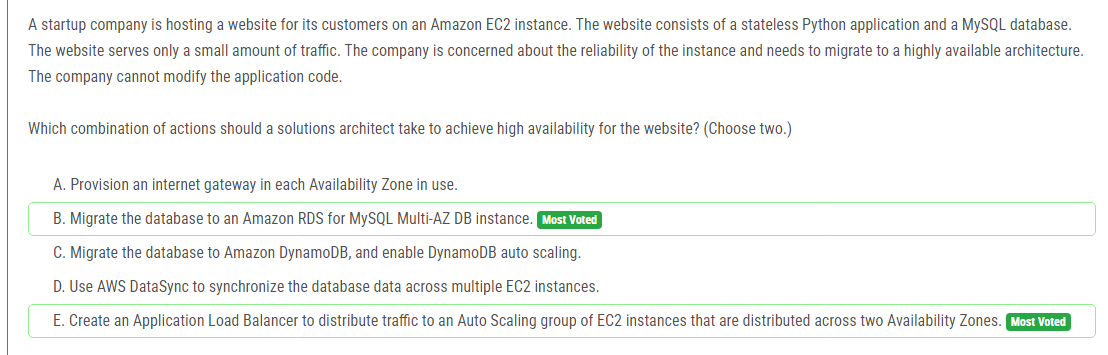 A startup company is hosting a website for its customers on an Amazon EC2 instance. The website consists of a stateless Python application and a MySQL database.
The website serves only a small amount of traffic. The company is concerned about the reliability of the instance and needs to migrate to a highly available architecture.
The company cannot modify the application code.
Which combination of actions should a solutions architect take to achieve high availability for the website? (Choose two.)
A. Provision an internet gateway in each Availability Zone in use.
B. Migrate the database to an Amazon RDS for MySQL Multi-AZ DB instance. Most Voted
C. Migrate the database to Amazon DynamoDB, and enable DynamoDB auto scaling.
D. Use AWS DataSync to synchronize the database data across multiple EC2 instances.
E. Create an Application Load Balancer to distribute traffic to an Auto Scaling group of EC2 instances that are distributed across two Availability Zones. Most Voted